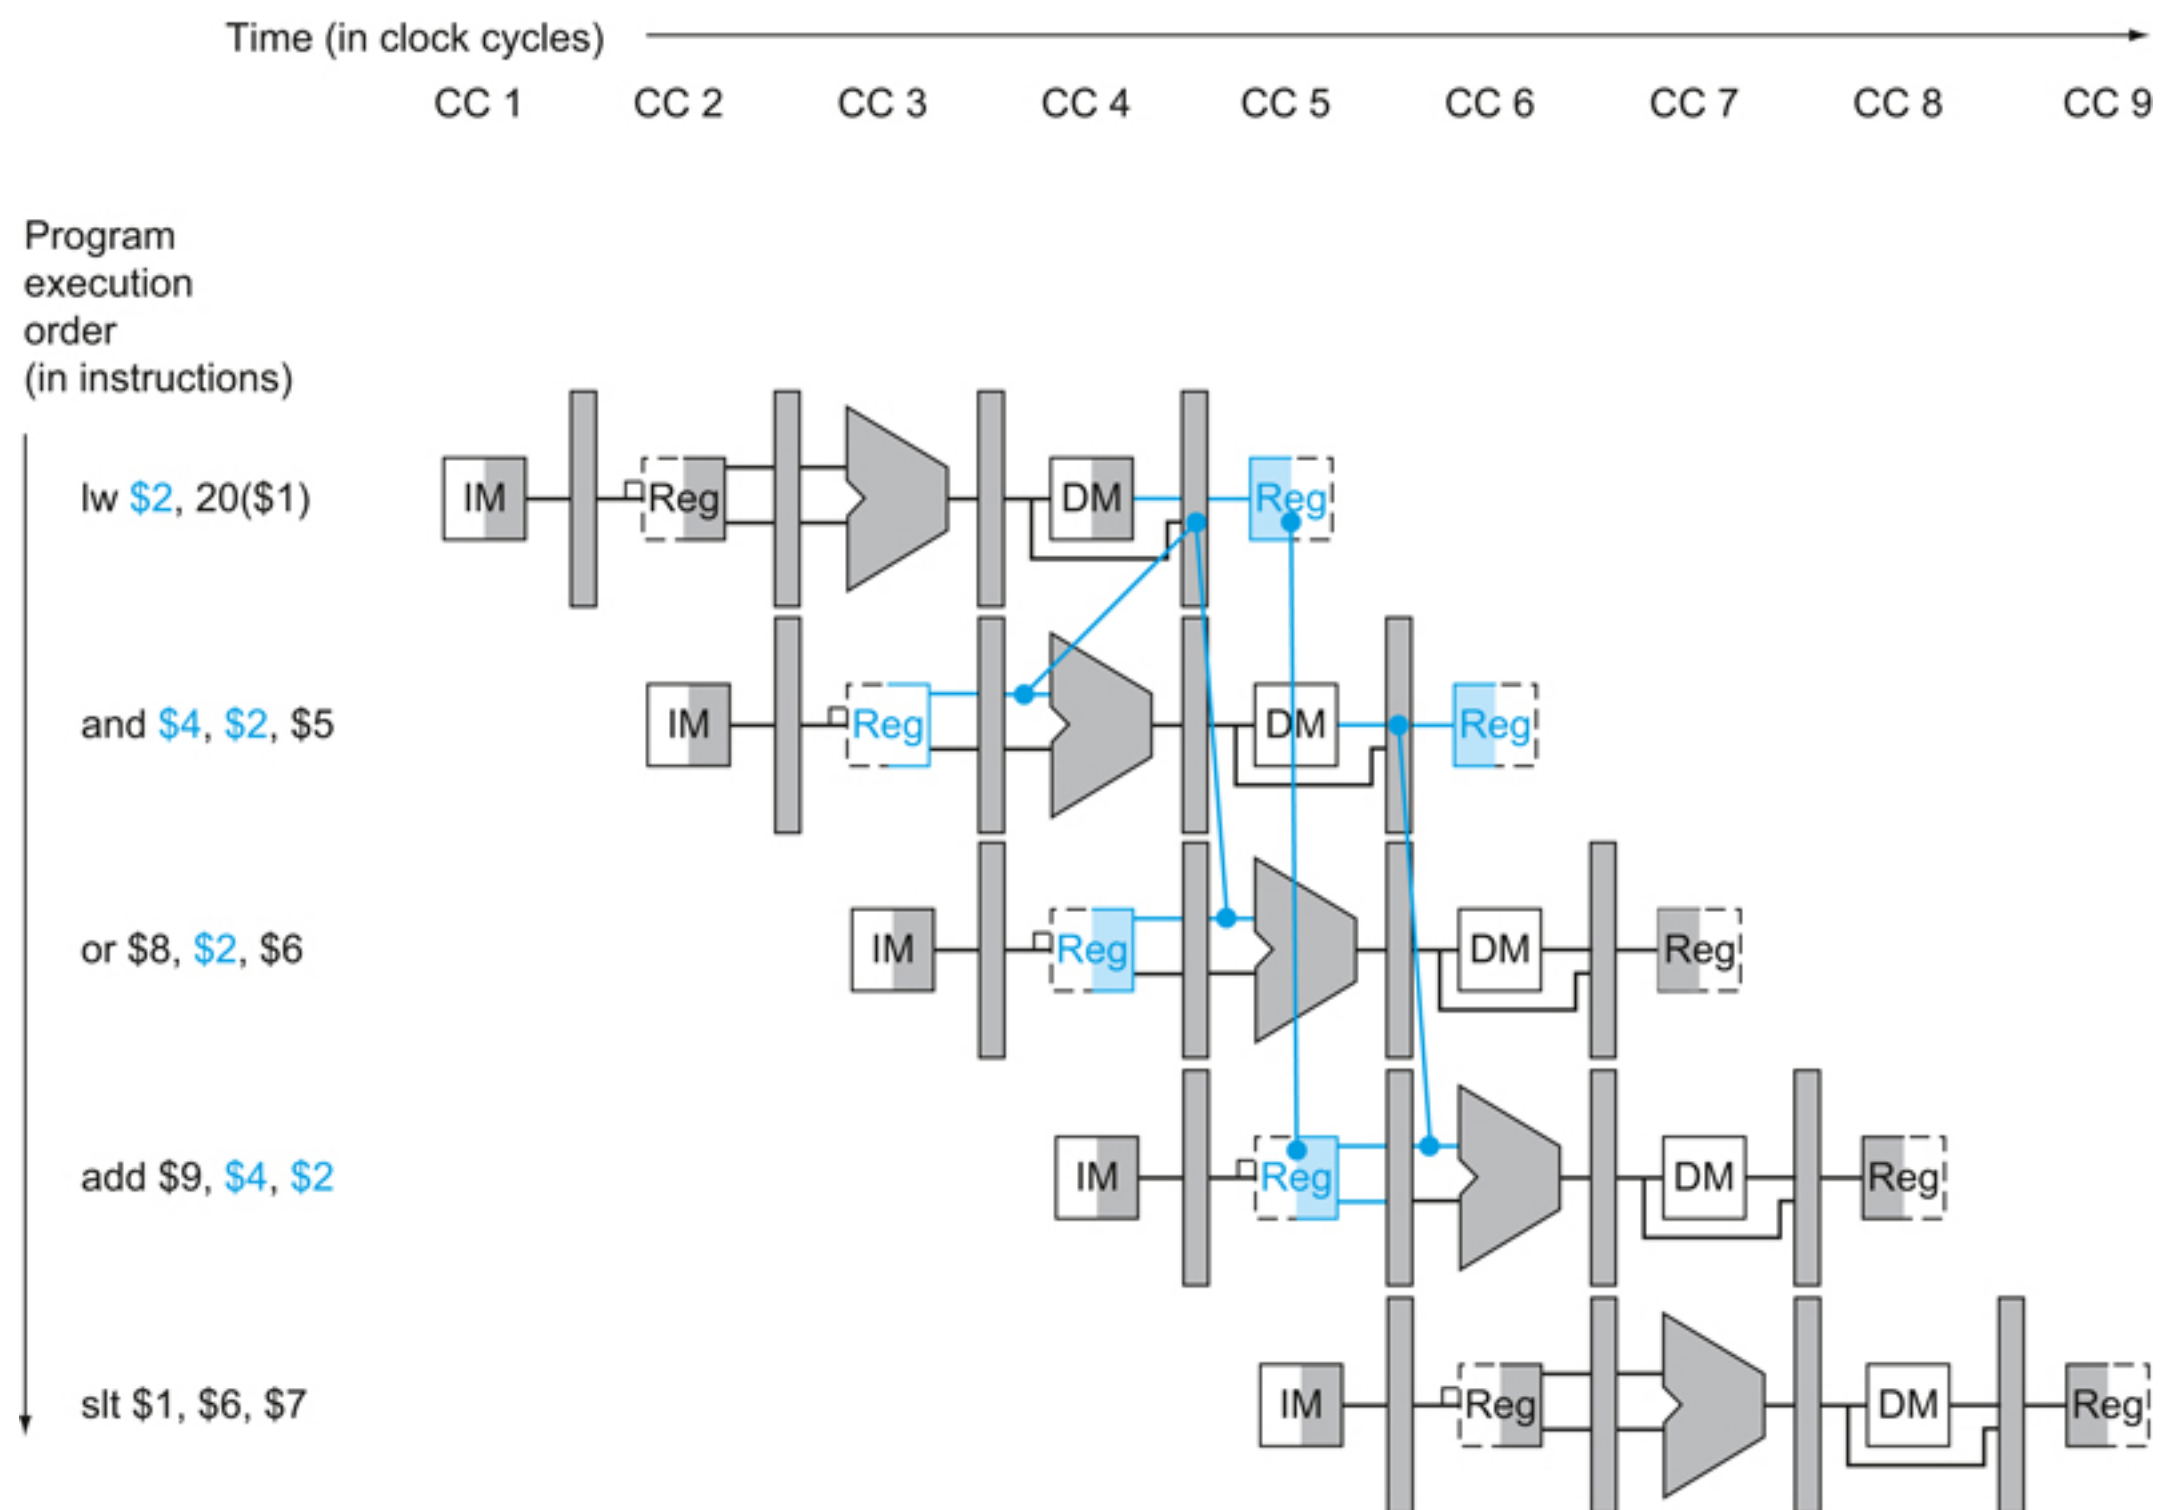 Time (in clock cycles)
CC 1 CC 2 CC 3 CC 4 CC 5 CC 6 CC 7 CC 8 CC 9
Program
execution
order
(in instructions)
lw $2, 20($1) IM Reg DM Reg
and $4, $2, $5 IM Reg DM Reg
or $8, $2, $6 IM Reg DM Reg
add $9, $4, $2 IM Reg DM Reg
slt $1, $6, $7 IM Reg DM Reg